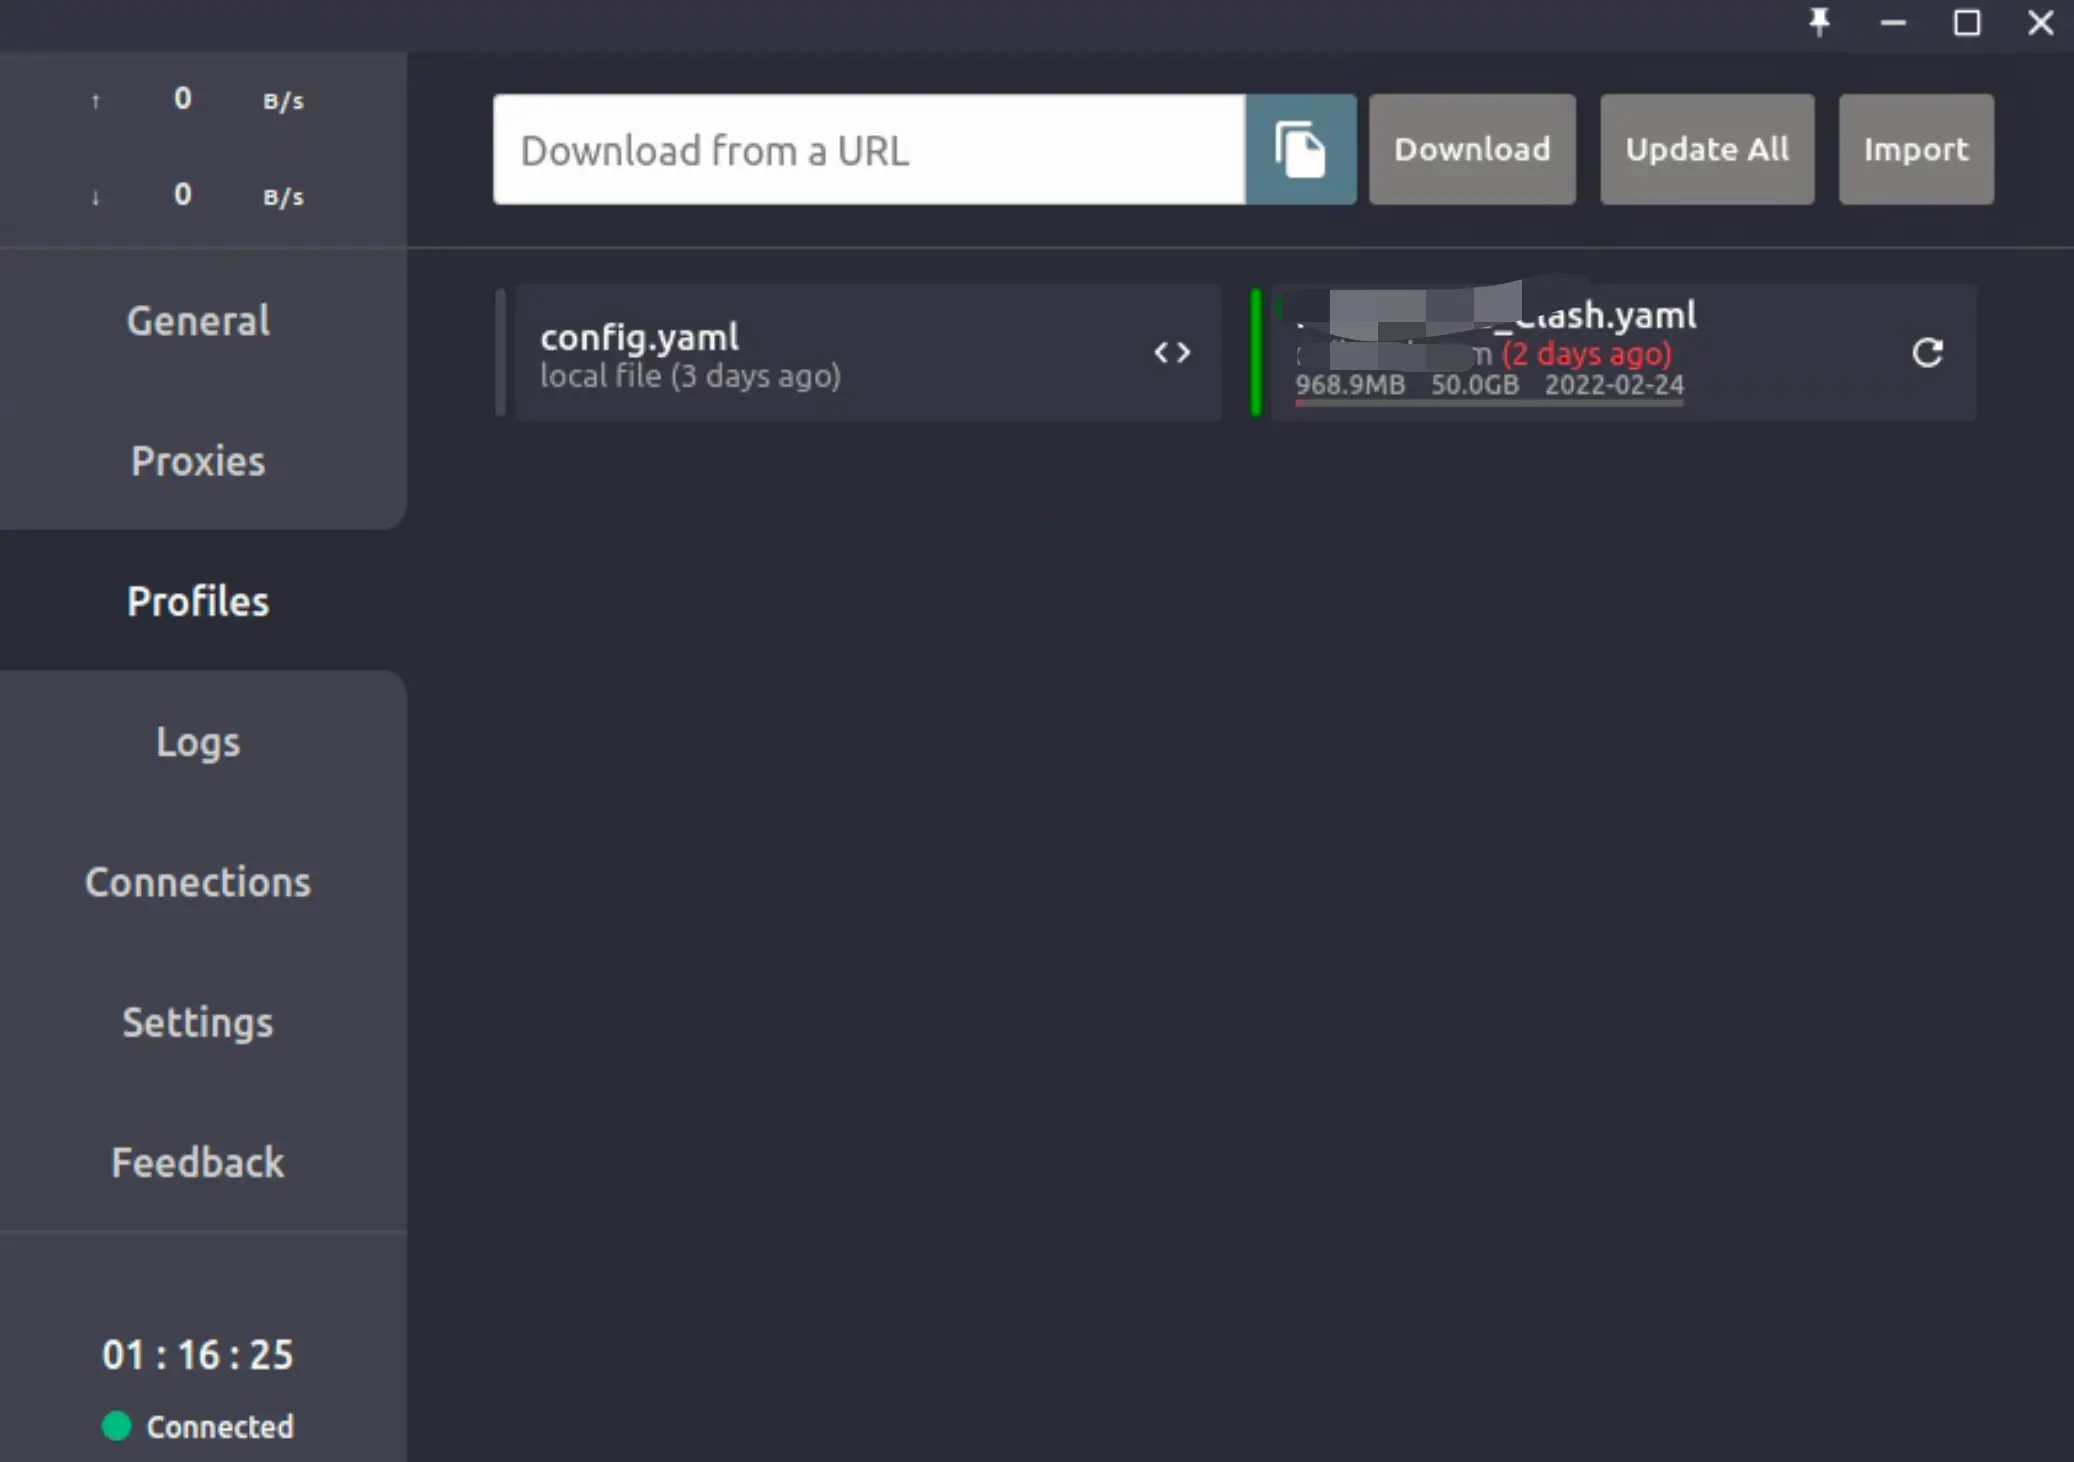 ↑ 0 B/s
↓ 0 B/s
Download from a URL
Download
Update All
Import
General
Proxies
Profiles
Logs
Connections
Settings
Feedback
config.yaml
local file (3 days ago)
_Clash.yaml
(2 days ago)
968.9MB 50.0GB 2022-02-24
01 : 16 : 25
Connected